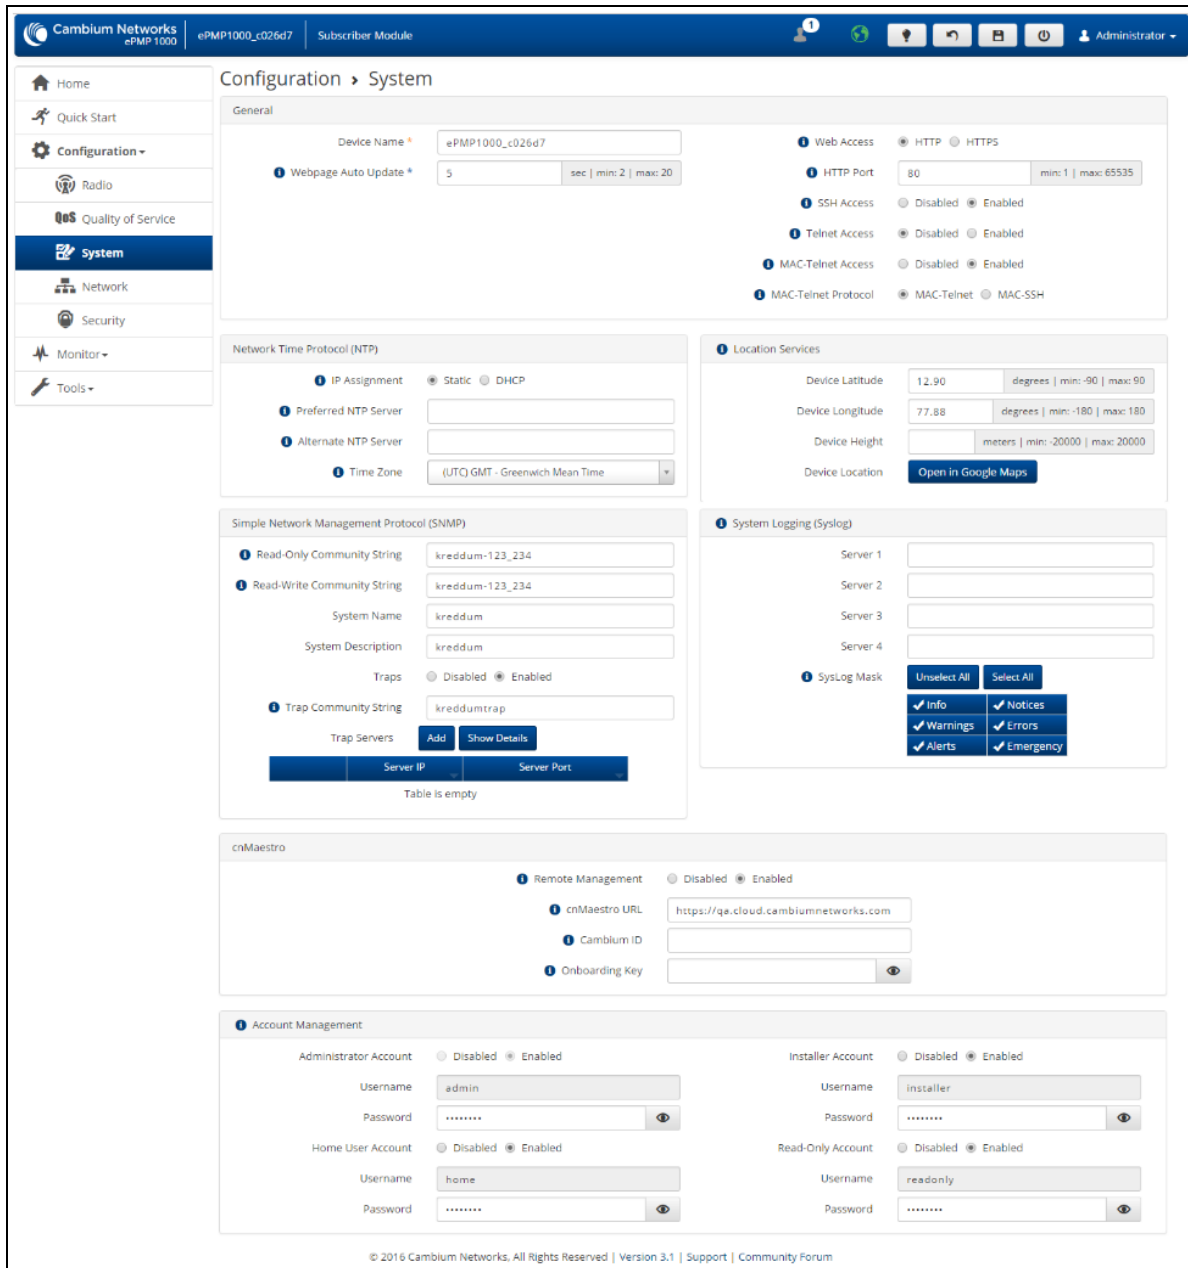 Cambium Networks
ePMP 1000
ePMP1000_c026d7
Subscriber Module
1
Administrator
Home
Quick Start
Configuration
Radio
QoS Quality of Service
System
Network
Security
Monitor
Tools
Configuration › System
General
Device Name *
ePMP1000_c026d7
Webpage Auto Update *
5
sec | min: 2 | max: 20
Web Access
HTTP
HTTPS
HTTP Port
80
min: 1 | max: 65535
SSH Access
Disabled
Enabled
Telnet Access
Disabled
Enabled
MAC-Telnet Access
Disabled
Enabled
MAC-Telnet Protocol
MAC-Telnet
MAC-SSH
Network Time Protocol (NTP)
IP Assignment
Static
DHCP
Preferred NTP Server
Alternate NTP Server
Time Zone
(UTC) GMT - Greenwich Mean Time
Location Services
Device Latitude
12.90
degrees | min: -90 | max: 90
Device Longitude
77.88
degrees | min: -180 | max: 180
Device Height
meters | min: -20000 | max: 20000
Device Location
Open in Google Maps
Simple Network Management Protocol (SNMP)
Read-Only Community String
kreddum-123_234
Read-Write Community String
kreddum-123_234
System Name
kreddum
System Description
kreddum
Traps
Disabled
Enabled
Trap Community String
kreddumtrap
Trap Servers
Add
Show Details
Server IP
Server Port
Table is empty
System Logging (Syslog)
Server 1
Server 2
Server 3
Server 4
SysLog Mask
Unselect All
Select All
Info
Notices
Warnings
Errors
Alerts
Emergency
cnMaestro
Remote Management
Disabled
Enabled
cnMaestro URL
https://qa.cloud.cambiumnetworks.com
Cambium ID
Onboarding Key
Account Management
Administrator Account
Disabled
Enabled
Username
admin
Password
........
Home User Account
Disabled
Enabled
Username
home
Password
........
Installer Account
Disabled
Enabled
Username
installer
Password
........
Read-Only Account
Disabled
Enabled
Username
readonly
Password
........
© 2016 Cambium Networks, All Rights Reserved | Version 3.1 | Support | Community Forum